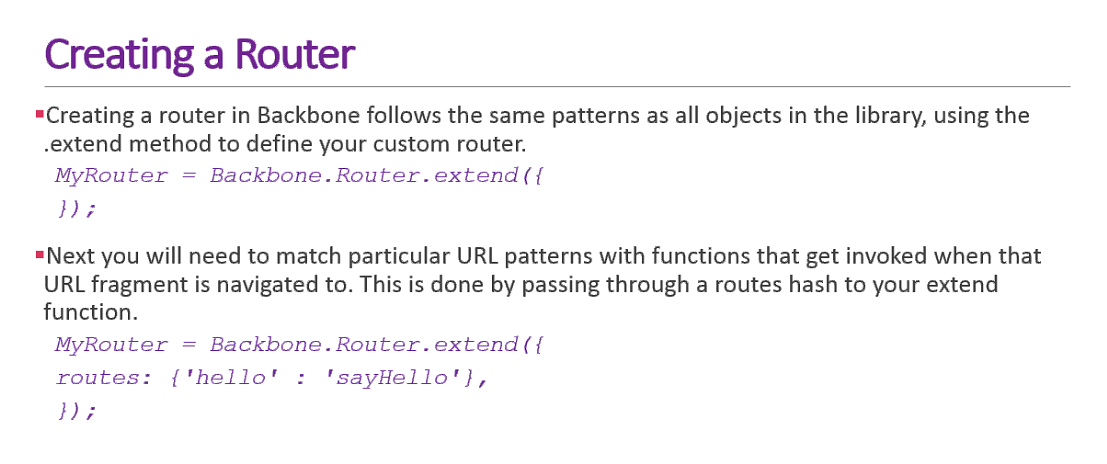 Creating a Router
▪Creating a router in Backbone follows the same patterns as all objects in the library, using the
.extend method to define your custom router.
MyRouter = Backbone.Router.extend({
});
▪Next you will need to match particular URL patterns with functions that get invoked when that
URL fragment is navigated to. This is done by passing through a routes hash to your extend
function.
MyRouter = Backbone.Router.extend({
routes: {'hello' : 'sayHello'},
});